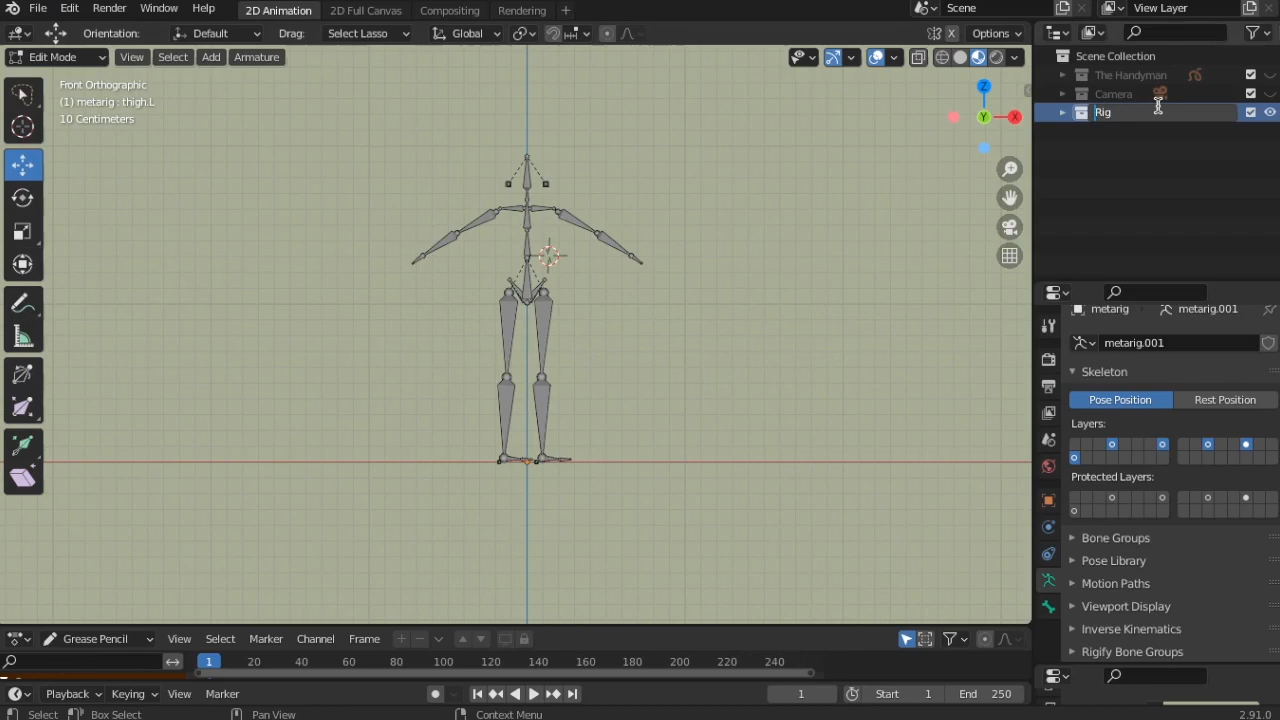 File Edit Render Window Help 2D Animation 2D Full Canvas Compositing Rendering + Scene View Layer
Orientation: Default Drag: Select Lasso Global X Options
Edit Mode View Select Add Armature
Front Orthographic
(1) metarig : thigh.L
10 Centimeters
Z
Y
X
Scene Collection
The Handyman
Camera
Rig
metarig metarig.001
metarig.001
Skeleton
Pose Position Rest Position
Layers:
Protected Layers:
Bone Groups
Pose Library
Motion Paths
Viewport Display
Inverse Kinematics
Rigify Bone Groups
Grease Pencil View Select Marker Channel Frame
1 20 40 60 80 100 120 140 160 180 200 220 240
Playback Keying View Marker 1 Start 1 End 250
Select Box Select Pan View Context Menu 2.91.0